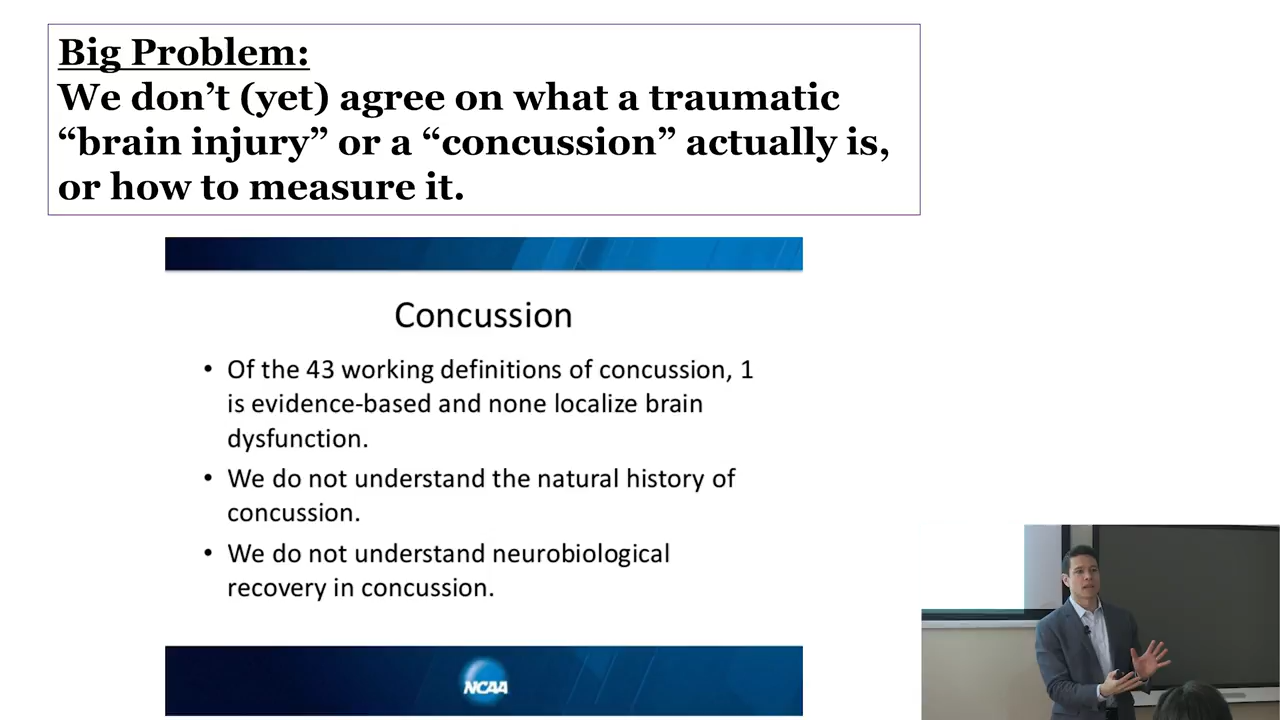 Big Problem:
We don’t (yet) agree on what a traumatic
“brain injury” or a “concussion” actually is,
or how to measure it.
Concussion
• Of the 43 working definitions of concussion, 1
is evidence-based and none localize brain
dysfunction.
• We do not understand the natural history of
concussion.
• We do not understand neurobiological
recovery in concussion.
NCAA